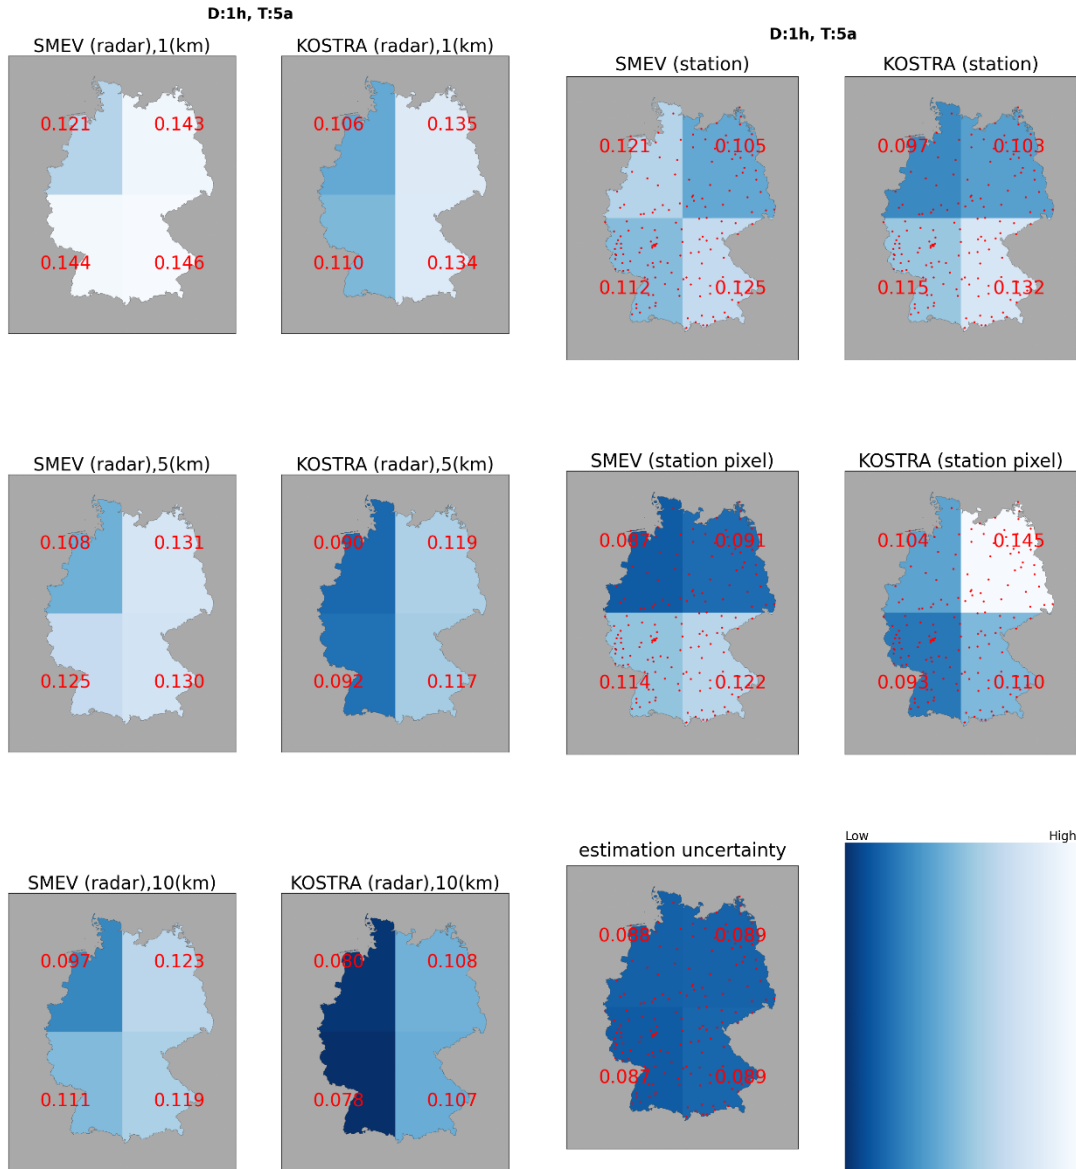 D:1h, T:5a
SMEV (radar),1(km)
KOSTRA (radar),1(km)
0.121
0.143
0.106
0.135
0.144
0.146
0.110
0.134
D:1h, T:5a
SMEV (station)
KOSTRA (station)
0.121
0.105
0.097
0.103
0.112
0.125
0.115
0.132
SMEV (radar),5(km)
KOSTRA (radar),5(km)
0.108
0.131
0.090
0.119
0.125
0.130
0.092
0.117
SMEV (station pixel)
KOSTRA (station pixel)
0.087
0.091
0.104
0.145
0.114
0.122
0.093
0.110
SMEV (radar),10(km)
KOSTRA (radar),10(km)
0.097
0.123
0.080
0.108
0.111
0.119
0.078
0.107
estimation uncertainty
0.088
0.089
0.087
0.089
Low
High